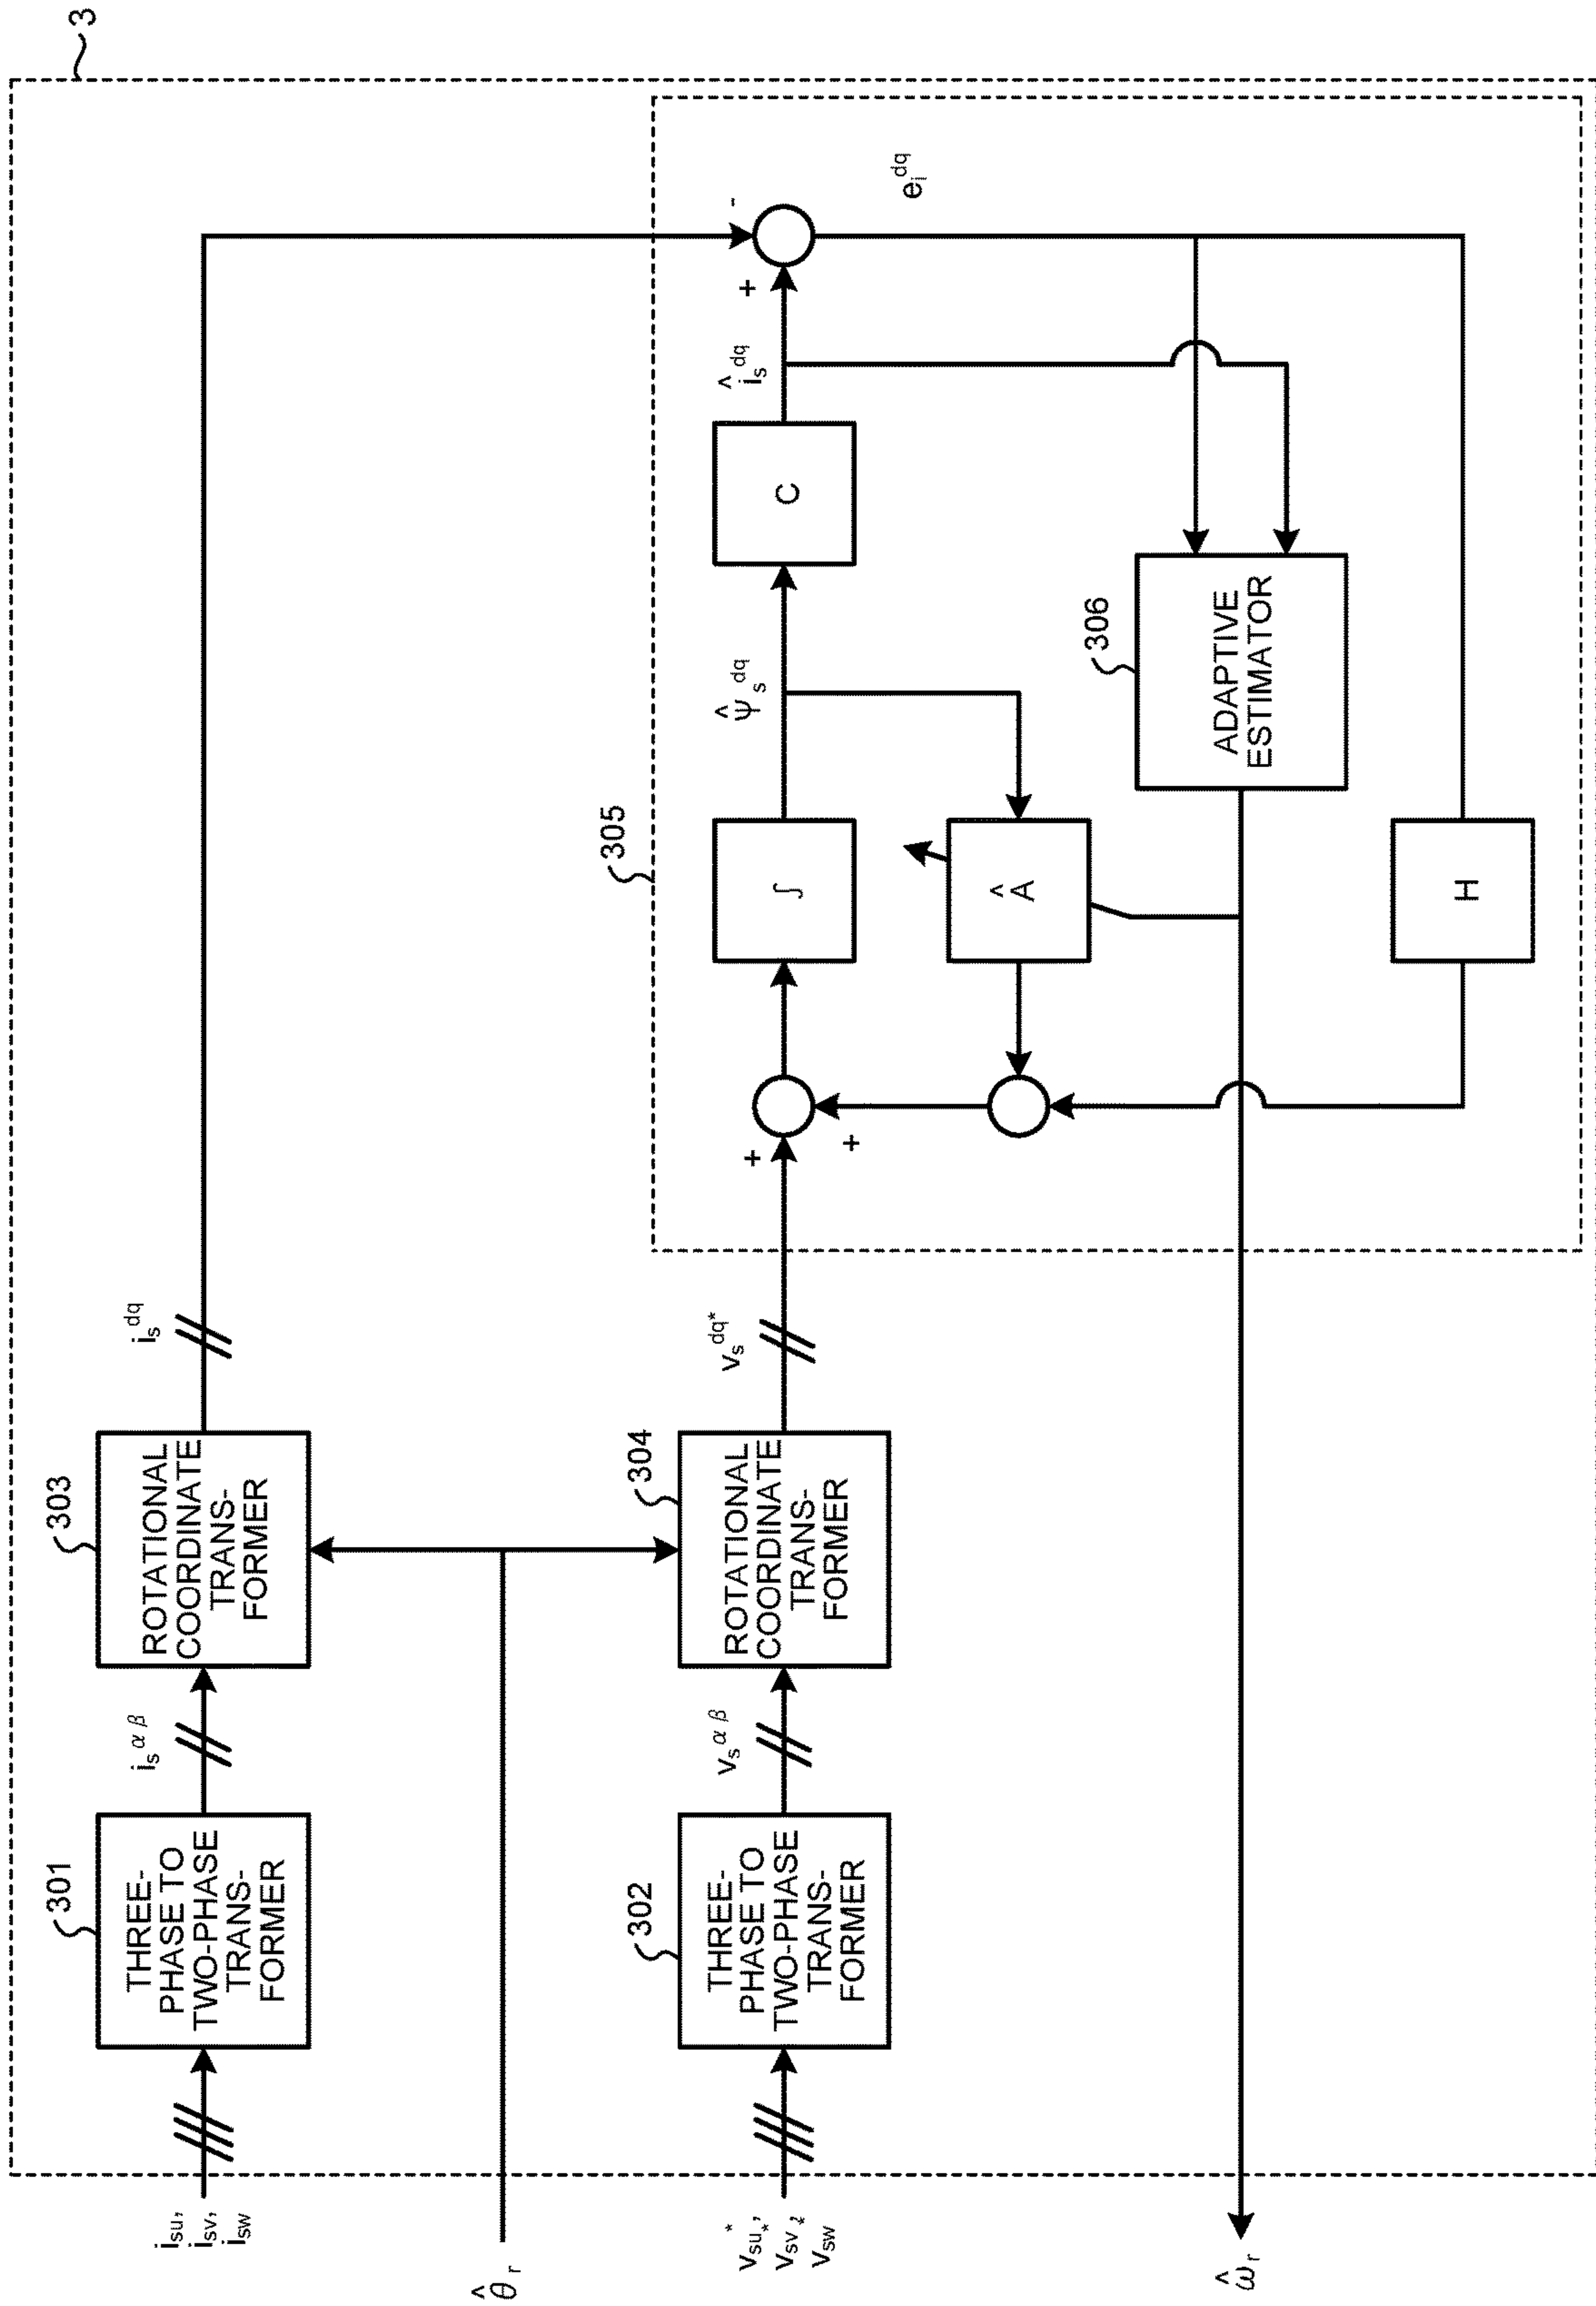 3
i_su,
i_sv,
i_sw
301
THREE-
PHASE TO
TWO-PHASE
TRANS-
FORMER
i_s^αβ
303
ROTATIONAL
COORDINATE
TRANS-
FORMER
i_s^dq
θ̂_r
v_su^*,
v_sv^*,
v_sw^*
302
THREE-
PHASE TO
TWO-PHASE
TRANS-
FORMER
v_s^αβ
304
ROTATIONAL
COORDINATE
TRANS-
FORMER
v_s^dq*
305
+
+
∫
ψ̂_s^dq
C
î_s^dq
+
-
e_i^dq
Â
306
ADAPTIVE
ESTIMATOR
H
ω̂_r